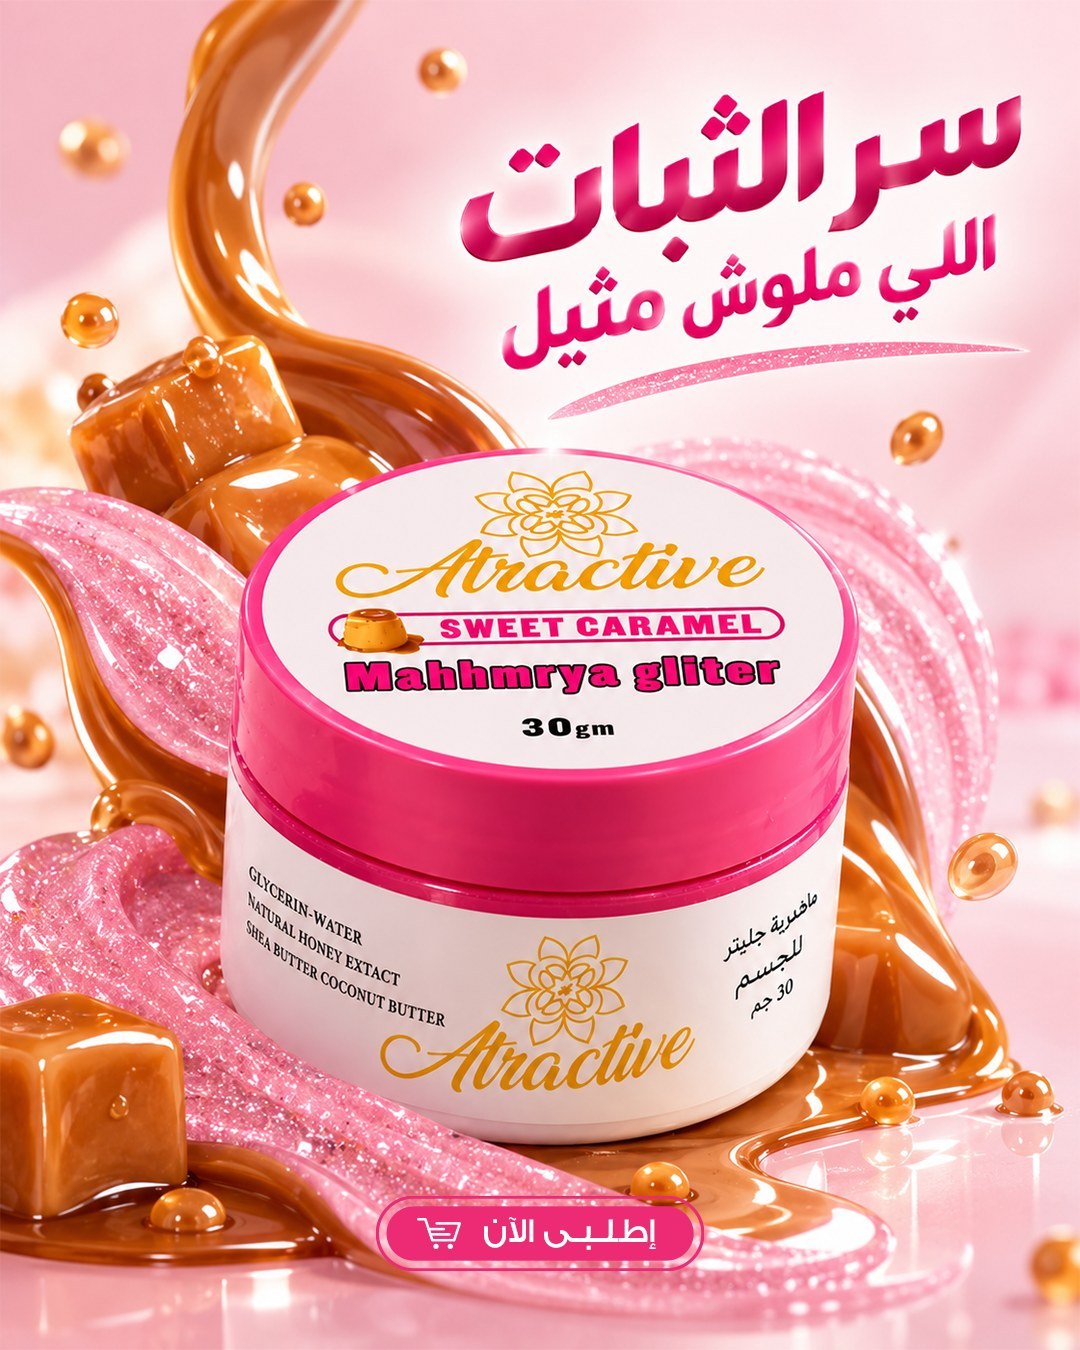 سر الثبات
اللي ملوش مثيل
Atractive
SWEET CARAMEL
Mahhmrya gliter
30gm
GLYCERIN-WATER
NATURAL HONEY EXTACT
SHEA BUTTER COCONUT BUTTER
Atractive
مافمرية جليتر
للجسم
30 جم
إطلبى الآن